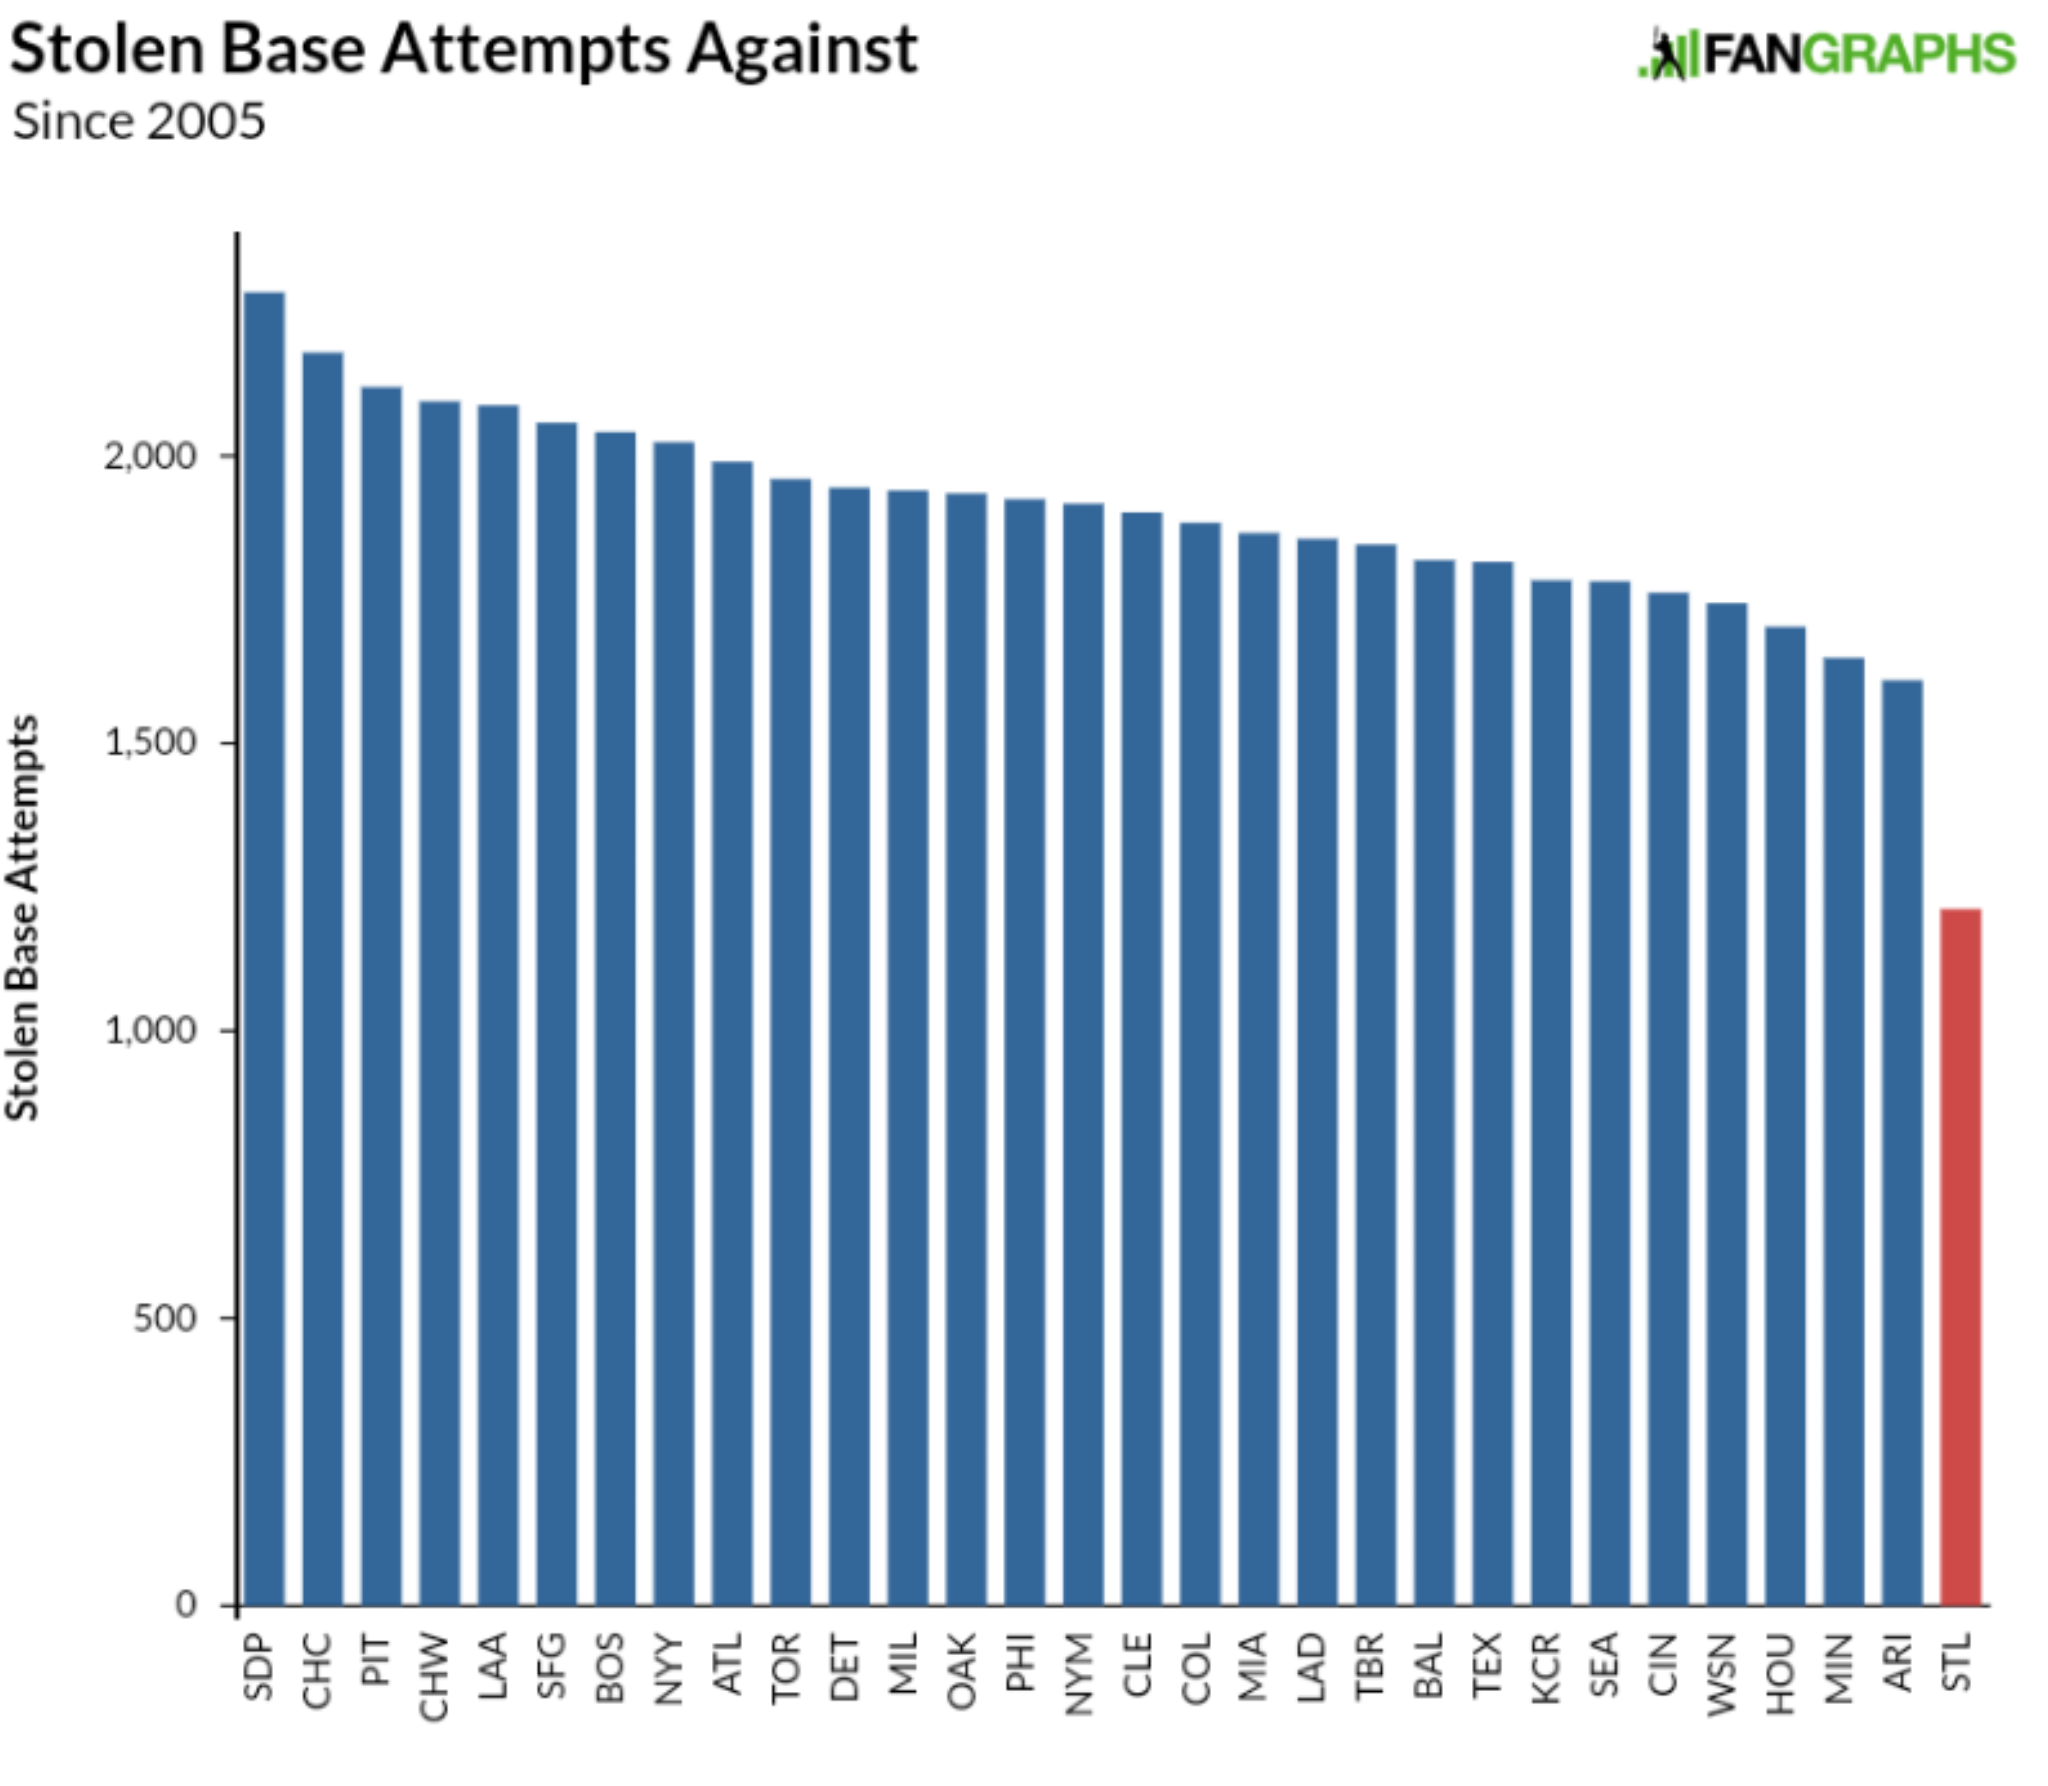 Stolen Base Attempts Against
FANGRAPHS
Since 2005
Stolen Base Attempts
2,000
1,500
1,000
500
0
SDP
CHC
PIT
CHW
LAA
SFG
BOS
NYY
ATL
TOR
DET
MIL
OAK
PHI
NYM
CLE
COL
MIA
LAD
TBR
BAL
TEX
KCR
SEA
CIN
WSN
HOU
MIN
ARI
STL